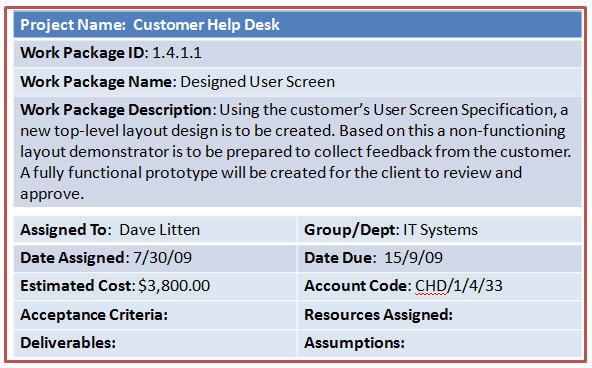 Project Name: Customer Help Desk
Work Package ID: 1.4.1.1
Work Package Name: Designed User Screen
Work Package Description: Using the customer's User Screen Specification, a
new top-level layout design is to be created. Based on this a non-functioning
layout demonstrator is to be prepared to collect feedback from the customer.
A fully functional prototype will be created for the client to review and
approve.
Assigned To: Dave Litten Group/Dept: IT Systems
Date Assigned: 7/30/09 Date Due: 15/9/09
Estimated Cost: $3,800.00 Account Code: CHD/1/4/33
Acceptance Criteria: Resources Assigned:
Deliverables: Assumptions: